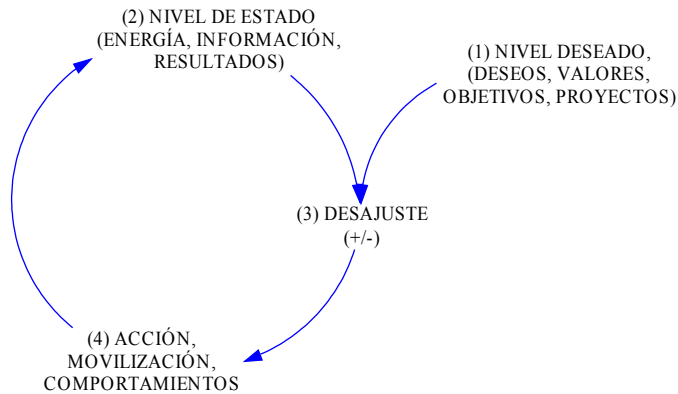 (2) NIVEL DE ESTADO
(ENERGÍA, INFORMACIÓN,
RESULTADOS)
(1) NIVEL DESEADO,
(DESEOS, VALORES,
OBJETIVOS, PROYECTOS)
(3) DESAJUSTE
(+/-)
(4) ACCIÓN,
MOVILIZACIÓN,
COMPORTAMIENTOS